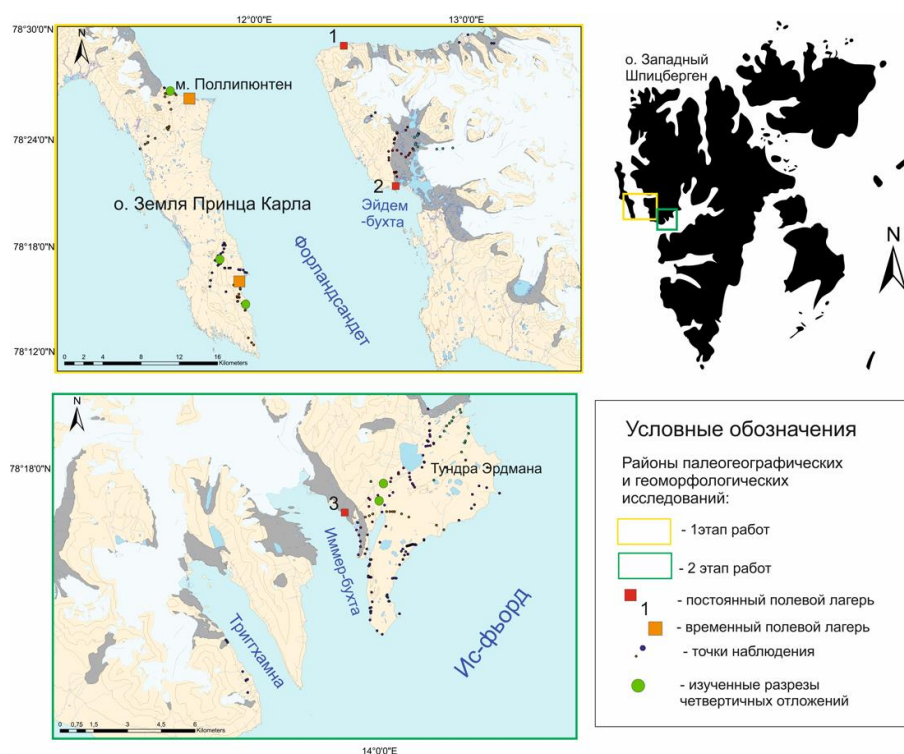 12°0'0"E
13°0'0"E
78°30'0"N
78°24'0"N
78°18'0"N
78°12'0"N
N
1
м. Поллипюнтен
2
Эйдем
-бухта
о. Земля Принца Карла
Форландсандет
0 2 4 8 12 16
Kilometers
о. Западный
Шпицберген
N
78°18'0"N
N
Тундра Эрдмана
3
Иммер-бухта
Триггхамна
Ис-фьорд
0 0,75 1,5 3 4,5 6
Kilometers
14°0'0"E
Условные обозначения
Районы палеогеографических
и геоморфологических
исследований:
- 1этап работ
- 2 этап работ
1 - постоянный полевой лагерь
- временный полевой лагерь
- точки наблюдения
- изученные разрезы
четвертичных отложений